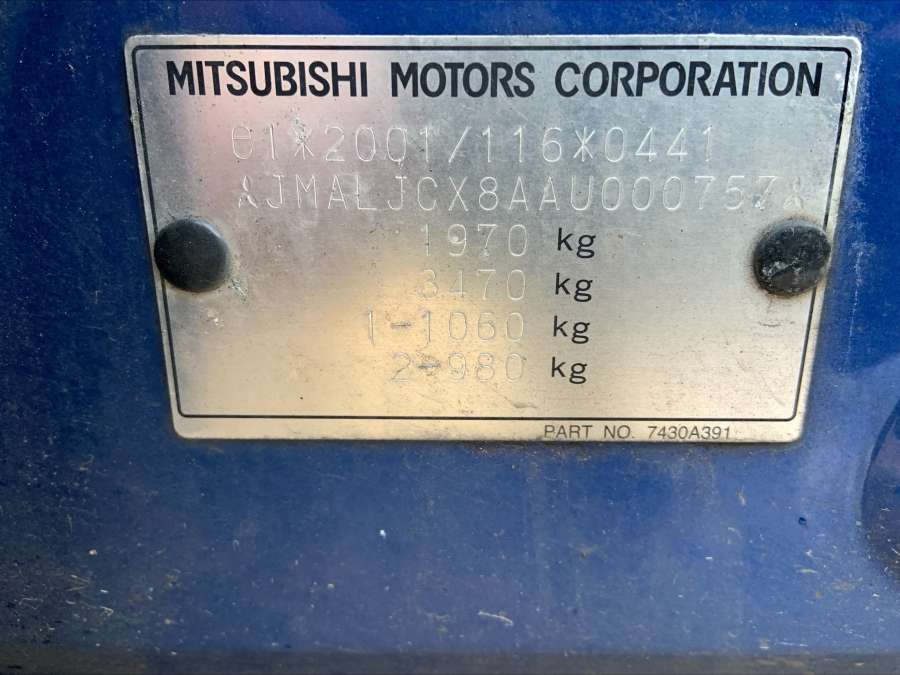 MITSUBISHI MOTORS CORPORATION
e1*2001/116*0441
JMALJCX8AAU000757
1970 kg
3470 kg
1-1060 kg
2-980 kg
PART NO. 7430A391